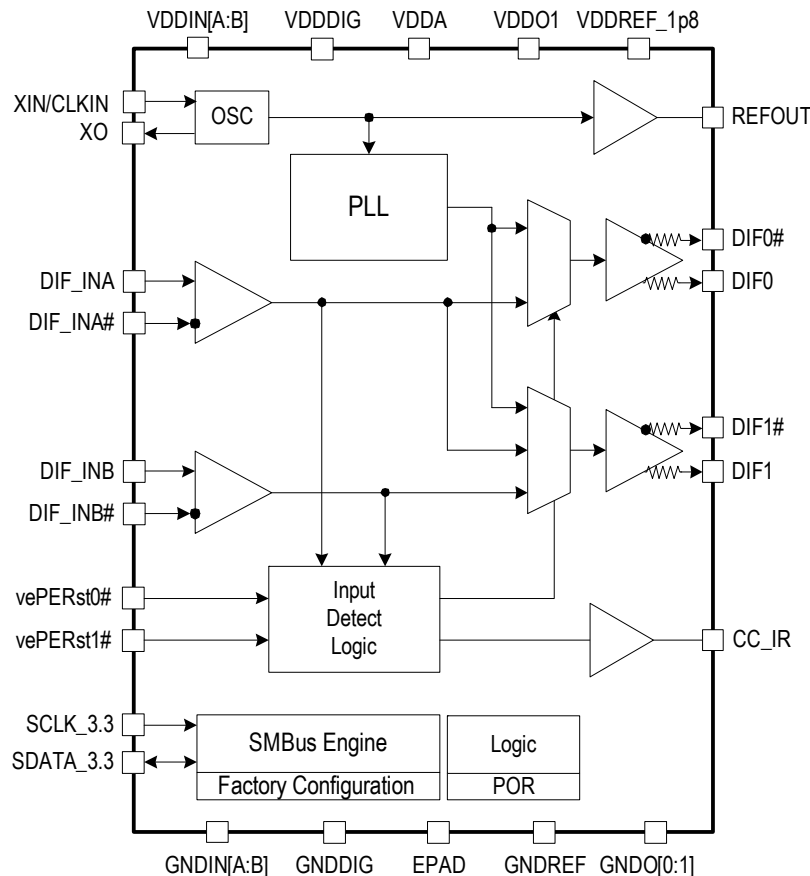 VDDIN[A:B]
VDDDIG
VDDA
VDDO1
VDDREF_1p8
XIN/CLKIN
XO
OSC
REFOUT
PLL
DIF0#
DIF0
DIF_INA
DIF_INA#
DIF1#
DIF1
DIF_INB
DIF_INB#
vePERst0#
vePERst1#
Input
Detect
Logic
CC_IR
SCLK_3.3
SDATA_3.3
SMBus Engine
Factory Configuration
Logic
POR
GNDIN[A:B]
GNDDIG
EPAD
GNDREF
GNDO[0:1]